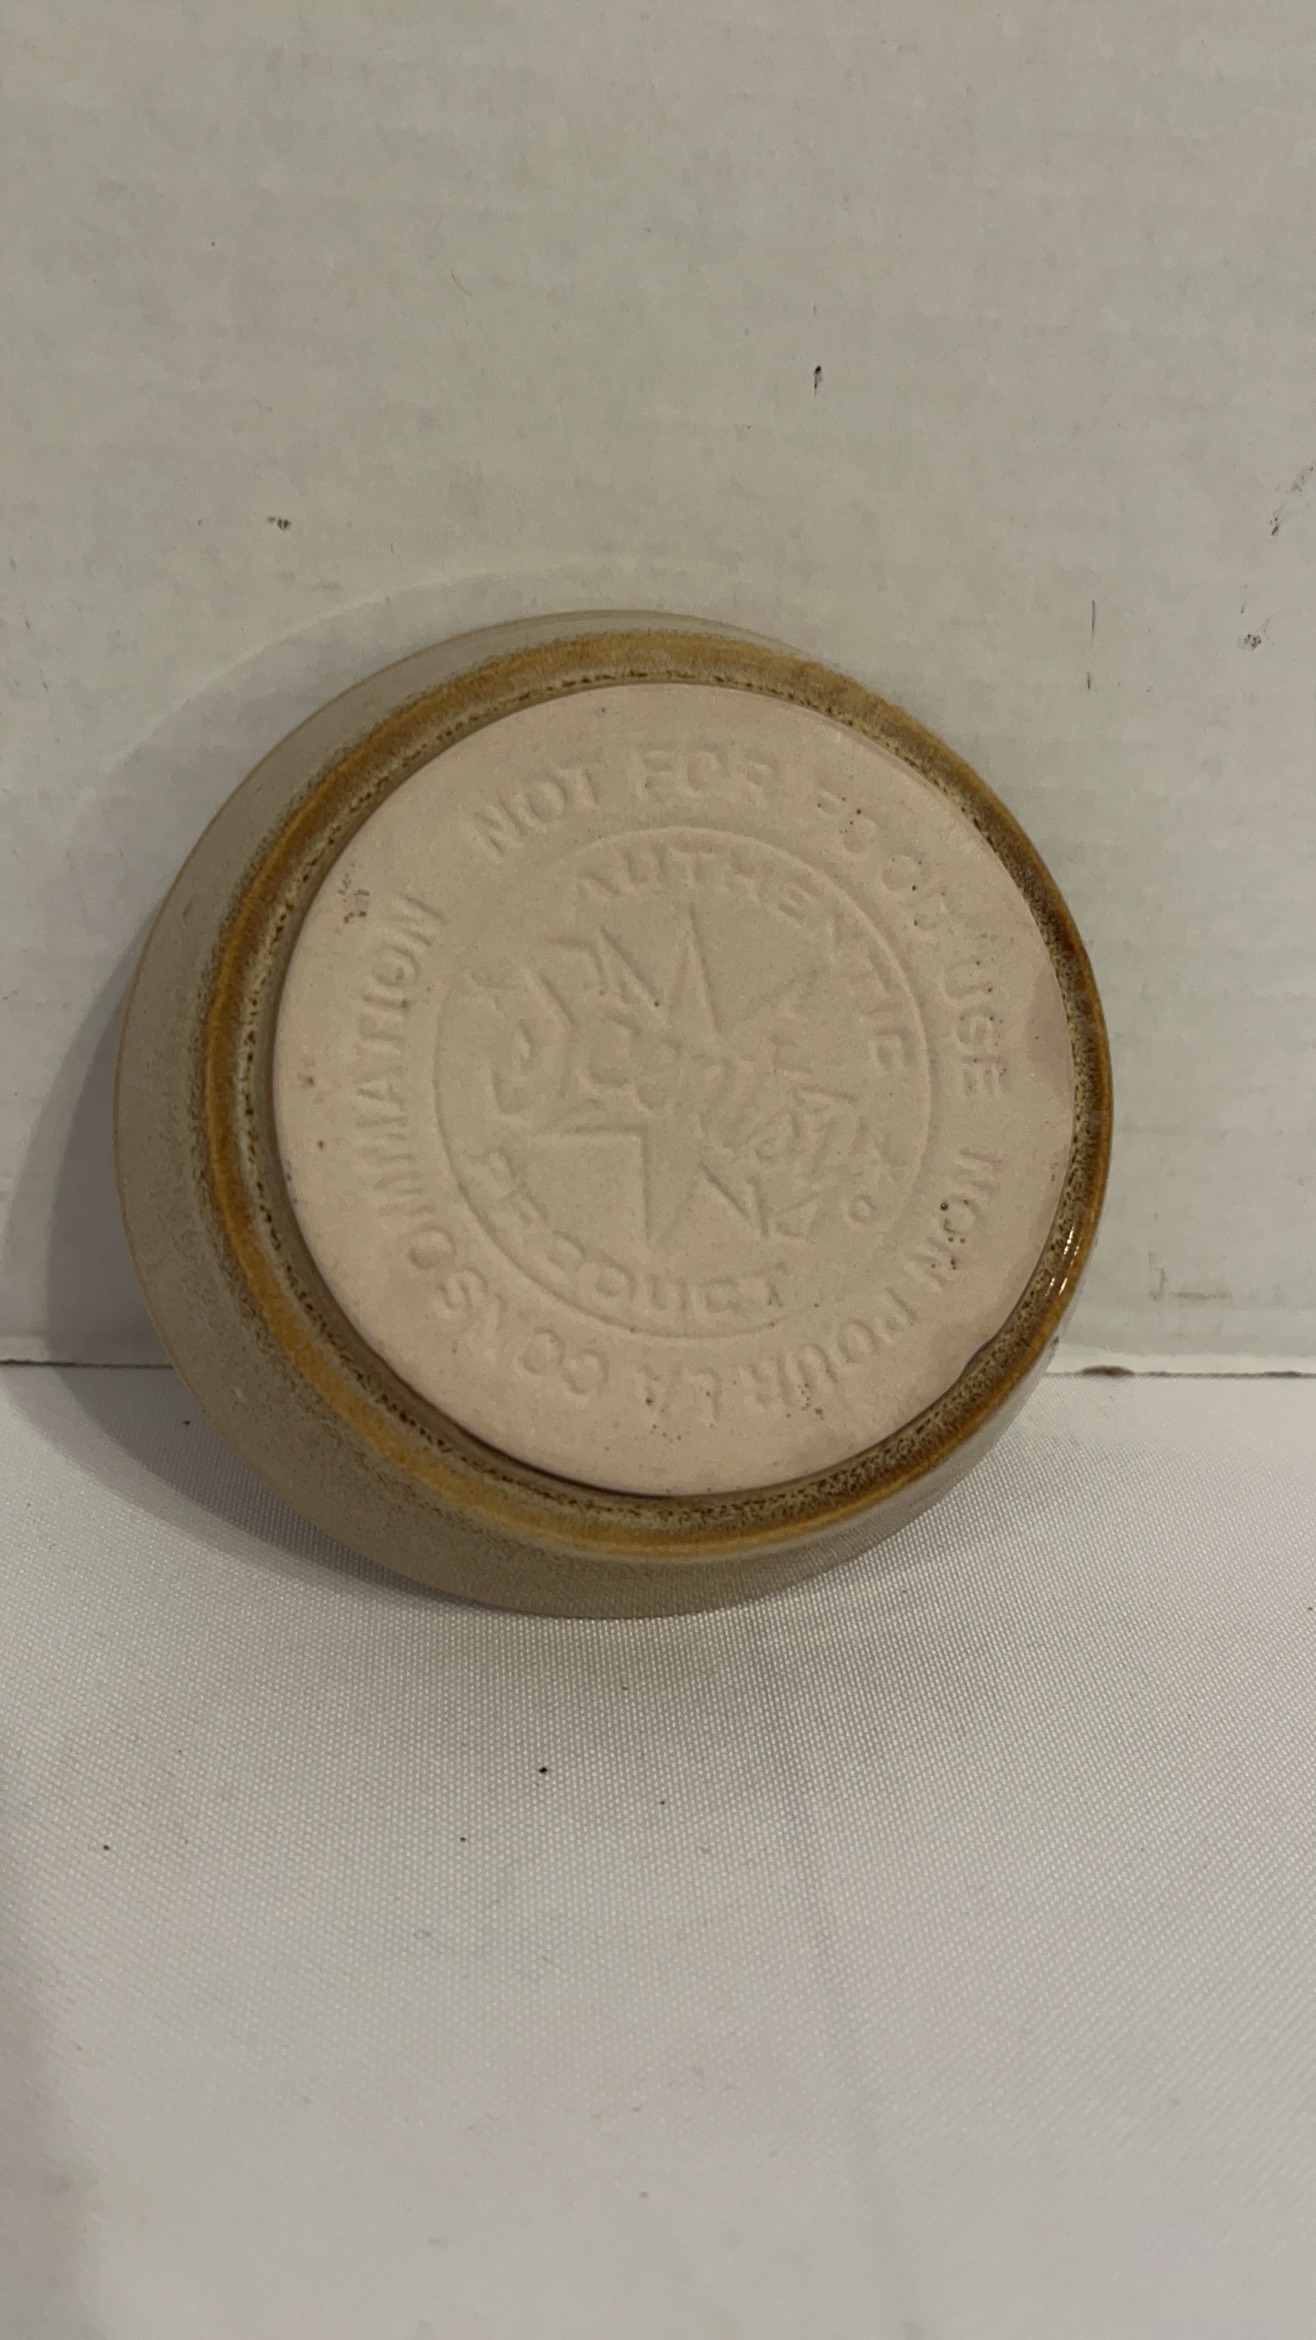 NOT FOR FOOD USE
NON POUR LA CONSOMMATION
AUTHENTIC
PRODUCT